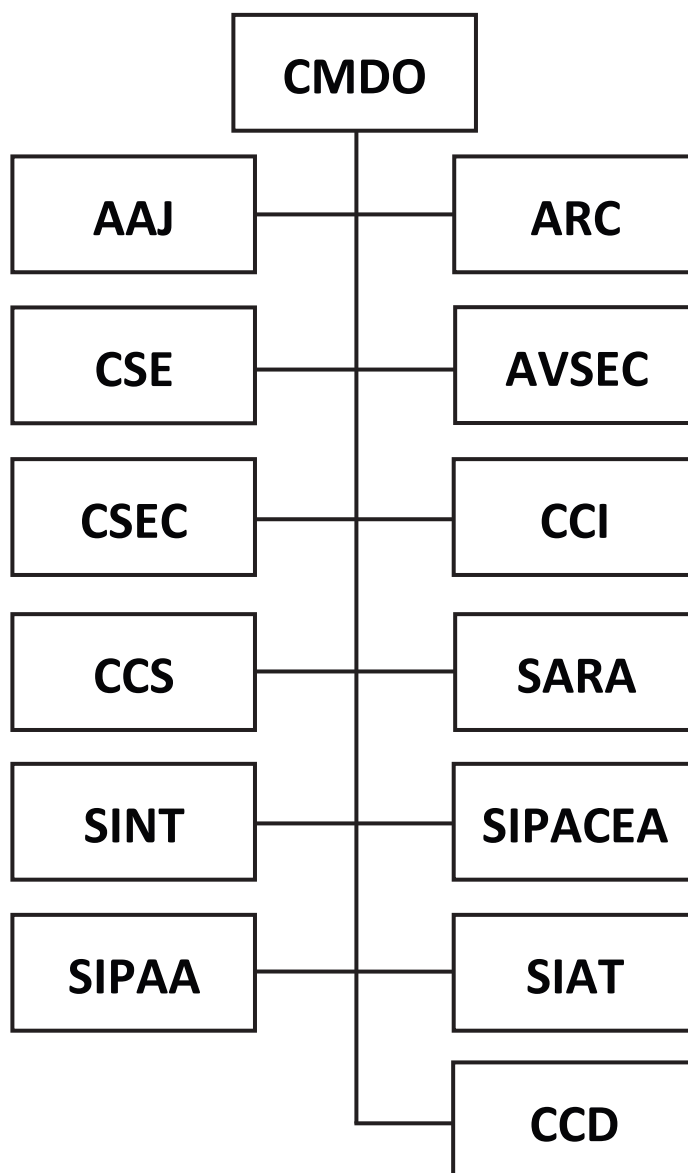 CMDO
AAJ
ARC
CSE
AVSEC
CSEC
CCI
CCS
SARA
SINT
SIPACEA
SIPAA
SIAT
CCD